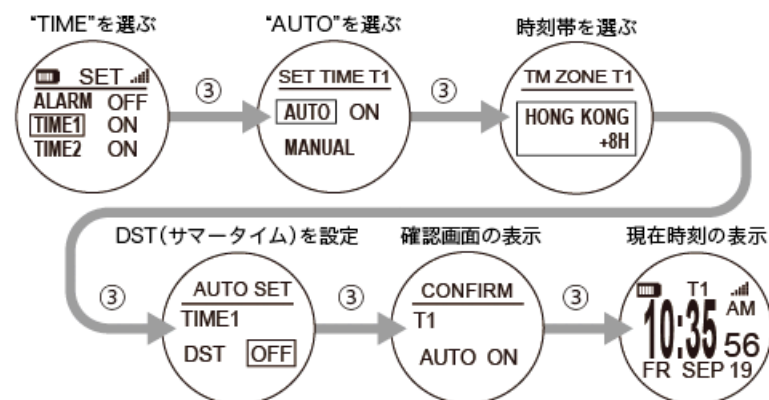 “TIME”を選ぶ
SET
ALARM OFF
TIME1 ON
TIME2 ON
③
“AUTO”を選ぶ
SET TIME T1
AUTO ON
MANUAL
③
時刻帯を選ぶ
TM ZONE T1
HONG KONG
+8H
③
DST(サマータイム)を設定
AUTO SET
TIME1
DST OFF
③
確認画面の表示
CONFIRM
T1
AUTO ON
③
現在時刻の表示
T1
AM
10:35 56
FR SEP 19